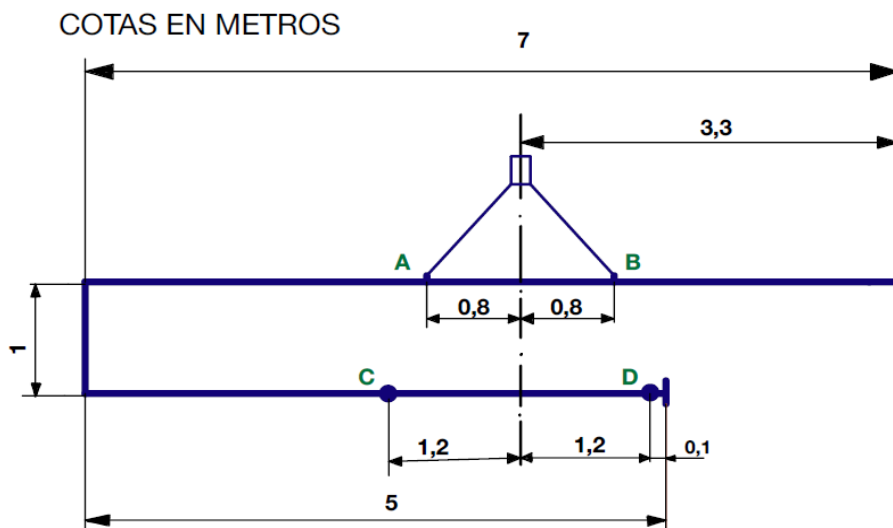 COTAS EN METROS
7
3,3
A
B
0,8
0,8
1
C
D
1,2
1,2
0,1
5